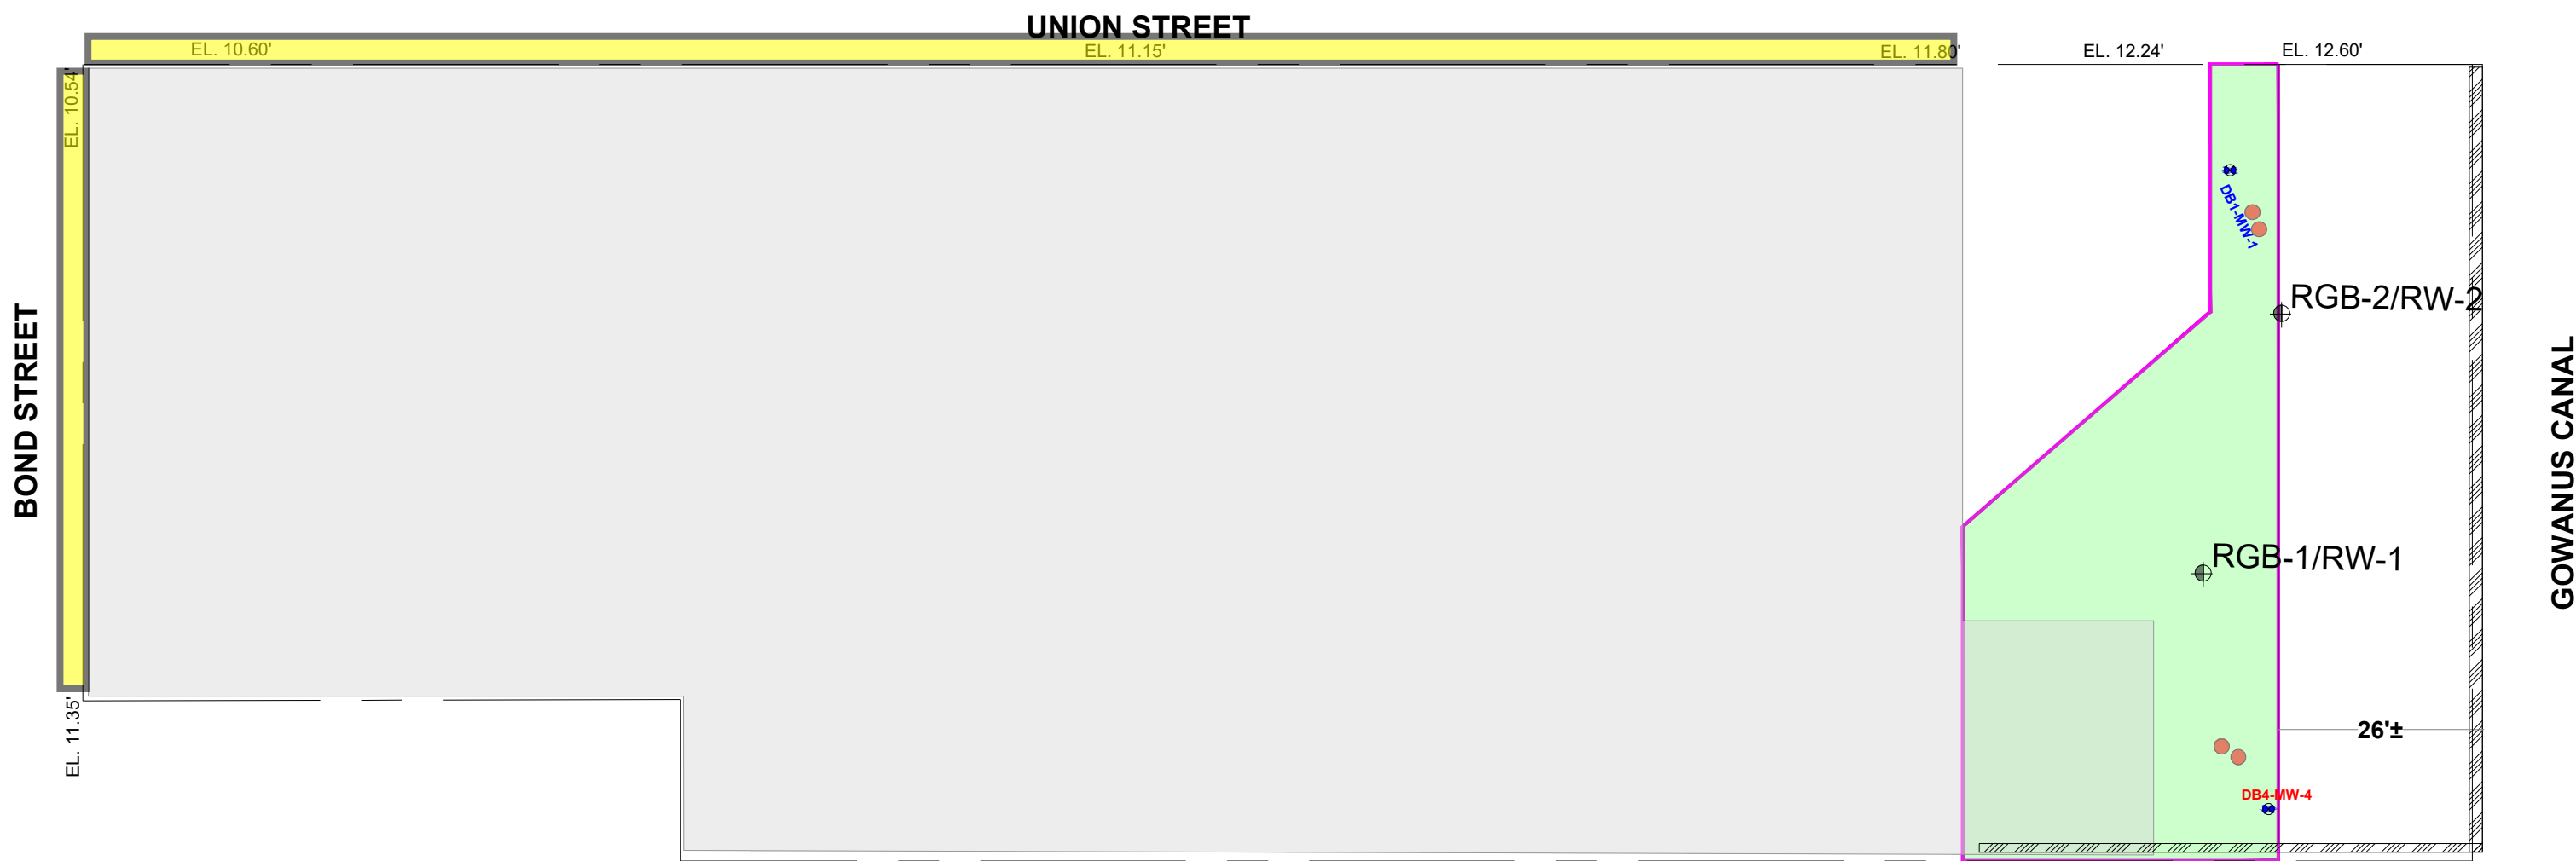 UNION STREET
EL. 10.60'
EL. 11.15'
EL. 11.80'
EL. 12.24'
EL. 12.60'
EL. 10.54'
DB1-MW-1
RGB-2/RW-2
BOND STREET
GOWANUS CANAL
RGB-1/RW-1
EL. 11.35'
26'±
DB4-MW-4